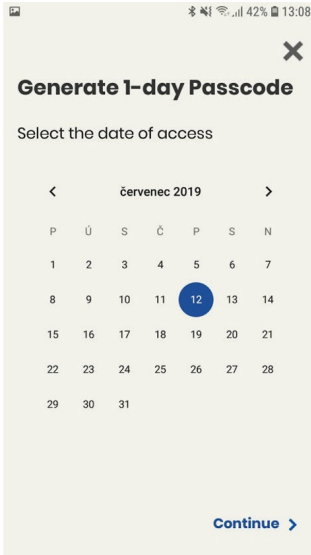 42% 13:08
Generate 1-day Passcode
Select the date of access
červenec 2019
P Ú S Č P S N
1 2 3 4 5 6 7
8 9 10 11 12 13 14
15 16 17 18 19 20 21
22 23 24 25 26 27 28
29 30 31
Continue